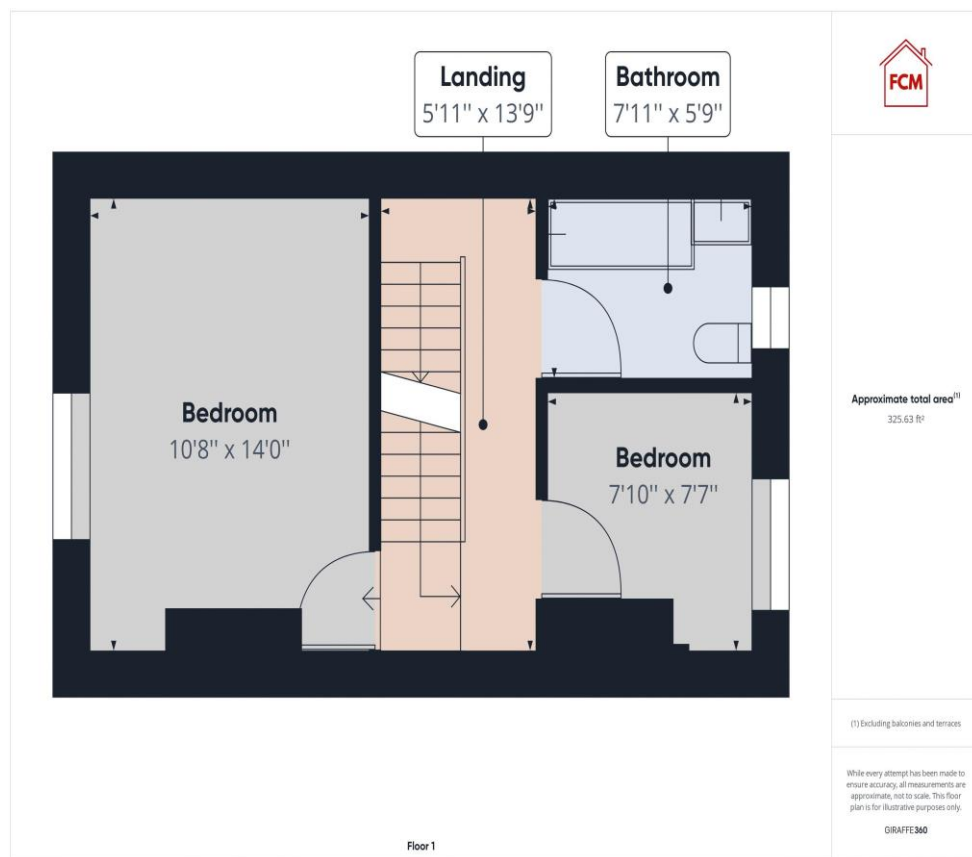 Landing
5'11" x 13'9"
Bathroom
7'11" x 5'9"
Bedroom
10'8" x 14'0"
Bedroom
7'10" x 7'7"
Floor 1
FCM
Approximate total area(1)
325.63 ft²
(1) Excluding balconies and terraces
While every attempt has been made to
ensure accuracy, all measurements are
approximate, not to scale. This floor
plan is for illustrative purposes only.
GIRAFFE360